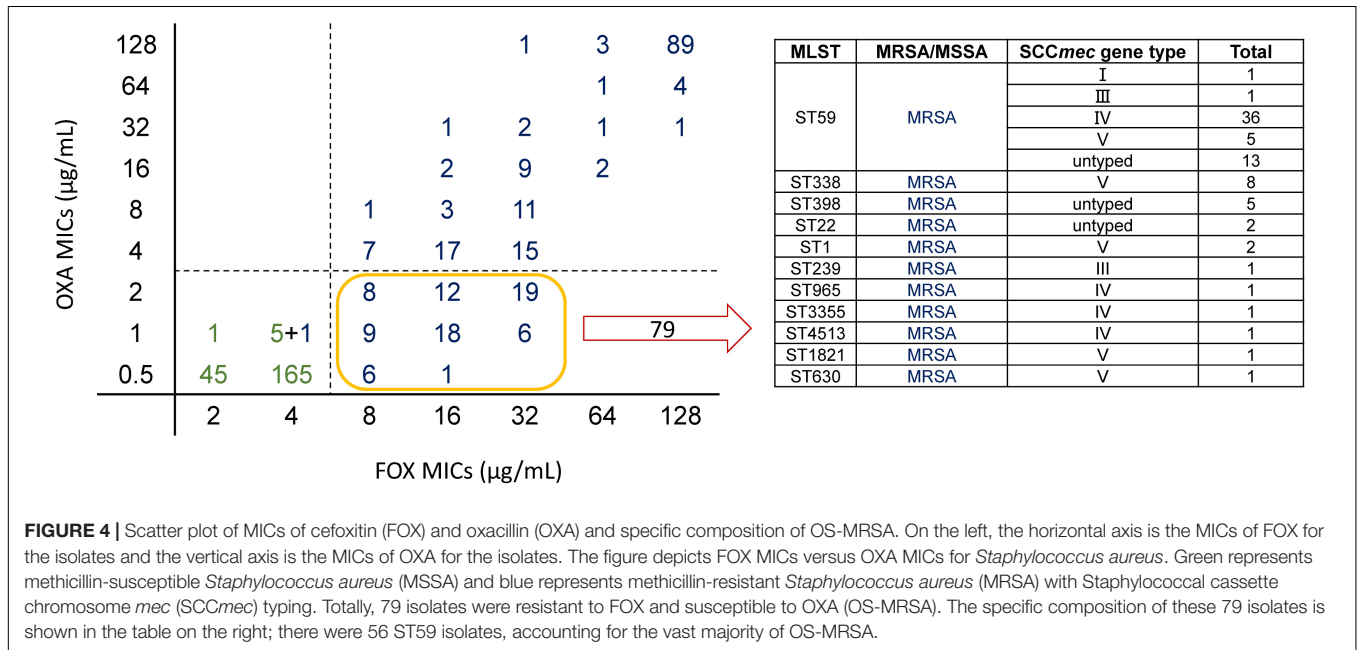 128 1 3 89
64 1 4
32 1 2 1 1
16 2 9 2
8 1 3 11
4 7 17 15
2 8 12 19
1 1 5+1 9 18 6
0.5 45 165 6 1
2 4 8 16 32 64 128
OXA MICs (µg/mL)
FOX MICs (µg/mL)
79
MLST MRSA/MSSA SCCmec gene type Total
ST59 MRSA I 1
III 1
IV 36
V 5
untyped 13
ST338 MRSA V 8
ST398 MRSA untyped 5
ST22 MRSA untyped 2
ST1 MRSA V 2
ST239 MRSA III 1
ST965 MRSA IV 1
ST3355 MRSA IV 1
ST4513 MRSA IV 1
ST1821 MRSA V 1
ST630 MRSA V 1
FIGURE 4 | Scatter plot of MICs of cefoxitin (FOX) and oxacillin (OXA) and specific composition of OS-MRSA. On the left, the horizontal axis is the MICs of FOX for
the isolates and the vertical axis is the MICs of OXA for the isolates. The figure depicts FOX MICs versus OXA MICs for Staphylococcus aureus. Green represents
methicillin-susceptible Staphylococcus aureus (MSSA) and blue represents methicillin-resistant Staphylococcus aureus (MRSA) with Staphylococcal cassette
chromosome mec (SCCmec) typing. Totally, 79 isolates were resistant to FOX and susceptible to OXA (OS-MRSA). The specific composition of these 79 isolates is
shown in the table on the right; there were 56 ST59 isolates, accounting for the vast majority of OS-MRSA.